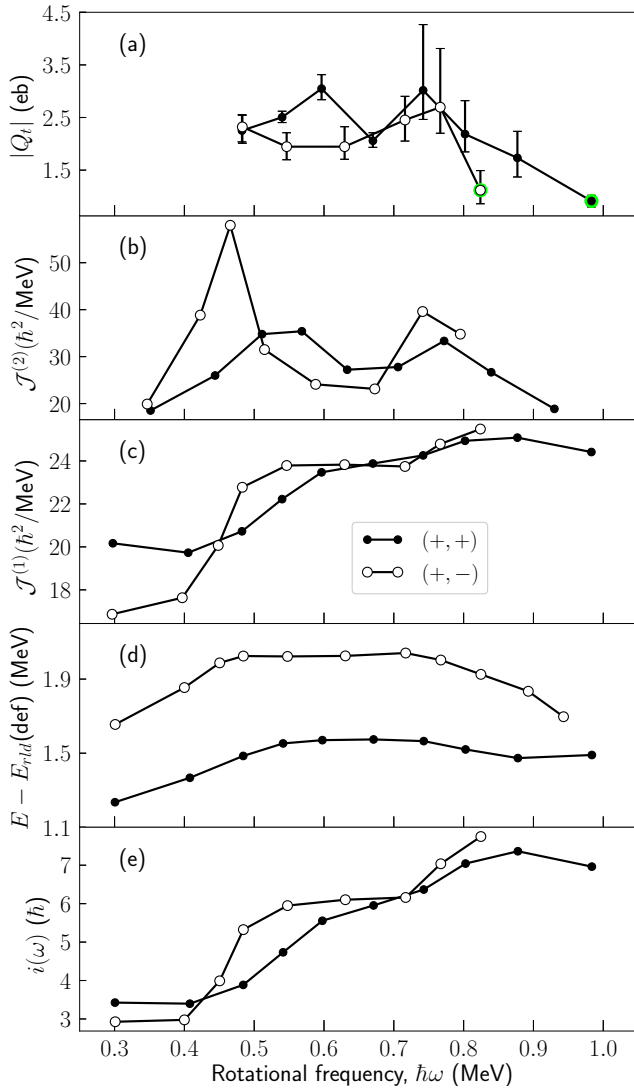 (a)
|Q_t| (eb)
4.5
3.5
2.5
1.5
(b)
𝒥^(2)(ħ²/MeV)
50
40
30
20
(c)
𝒥^(1)(ħ²/MeV)
24
22
20
18
(+, +)
(+, −)
(d)
E − E_rld(def) (MeV)
1.9
1.5
1.1
(e)
i(ω) (ħ)
7
6
5
4
3
0.3 0.4 0.5 0.6 0.7 0.8 0.9 1.0
Rotational frequency, ħω (MeV)